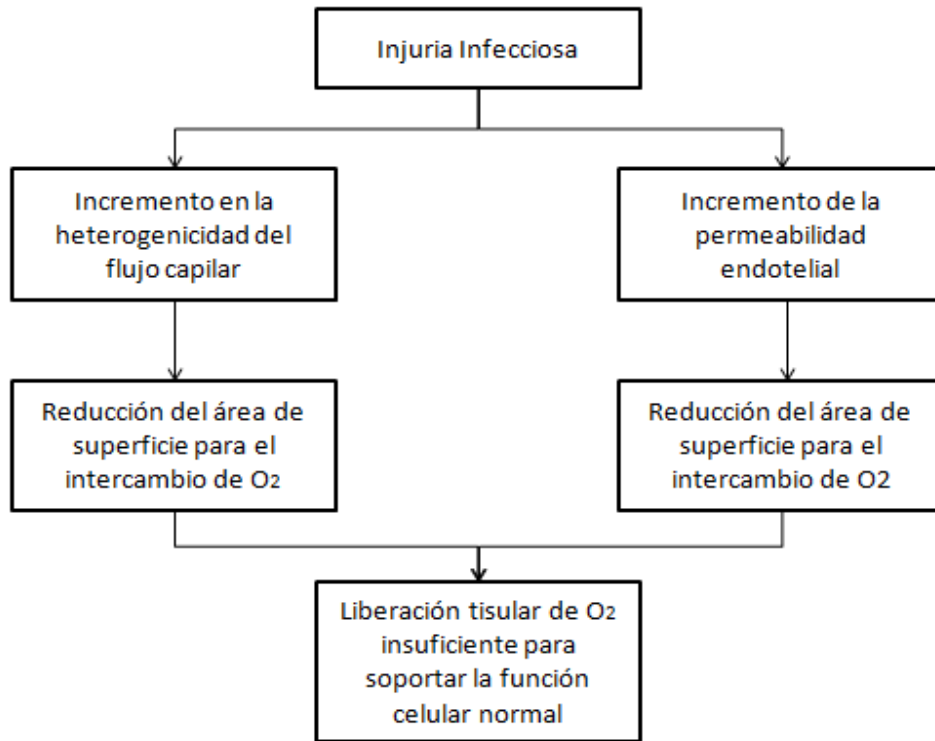 Injuria Infecciosa
Incremento en la
heterogenicidad del
flujo capilar
Incremento de la
permeabilidad
endotelial
Reducción del área de
superficie para el
intercambio de O₂
Reducción del área de
superficie para el
intercambio de O2
Liberación tisular de O₂
insuficiente para
soportar la función
celular normal